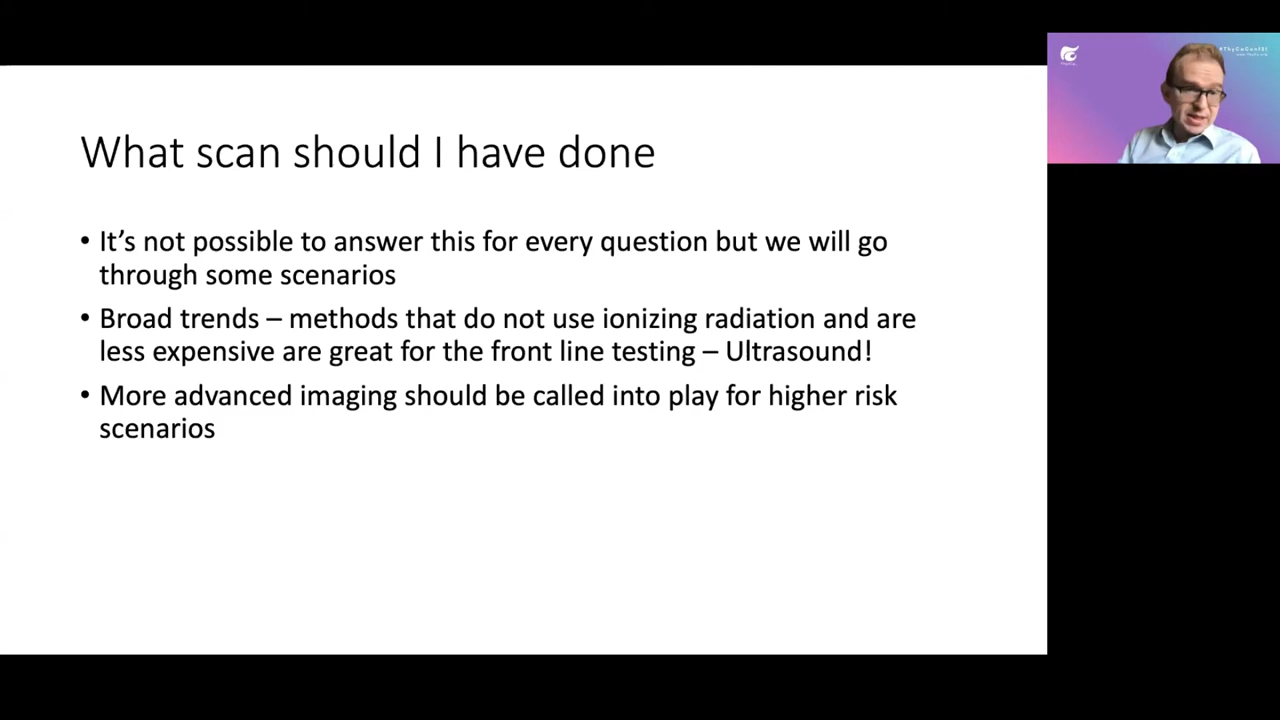 What scan should I have done
• It’s not possible to answer this for every question but we will go
through some scenarios
• Broad trends – methods that do not use ionizing radiation and are
less expensive are great for the front line testing – Ultrasound!
• More advanced imaging should be called into play for higher risk
scenarios